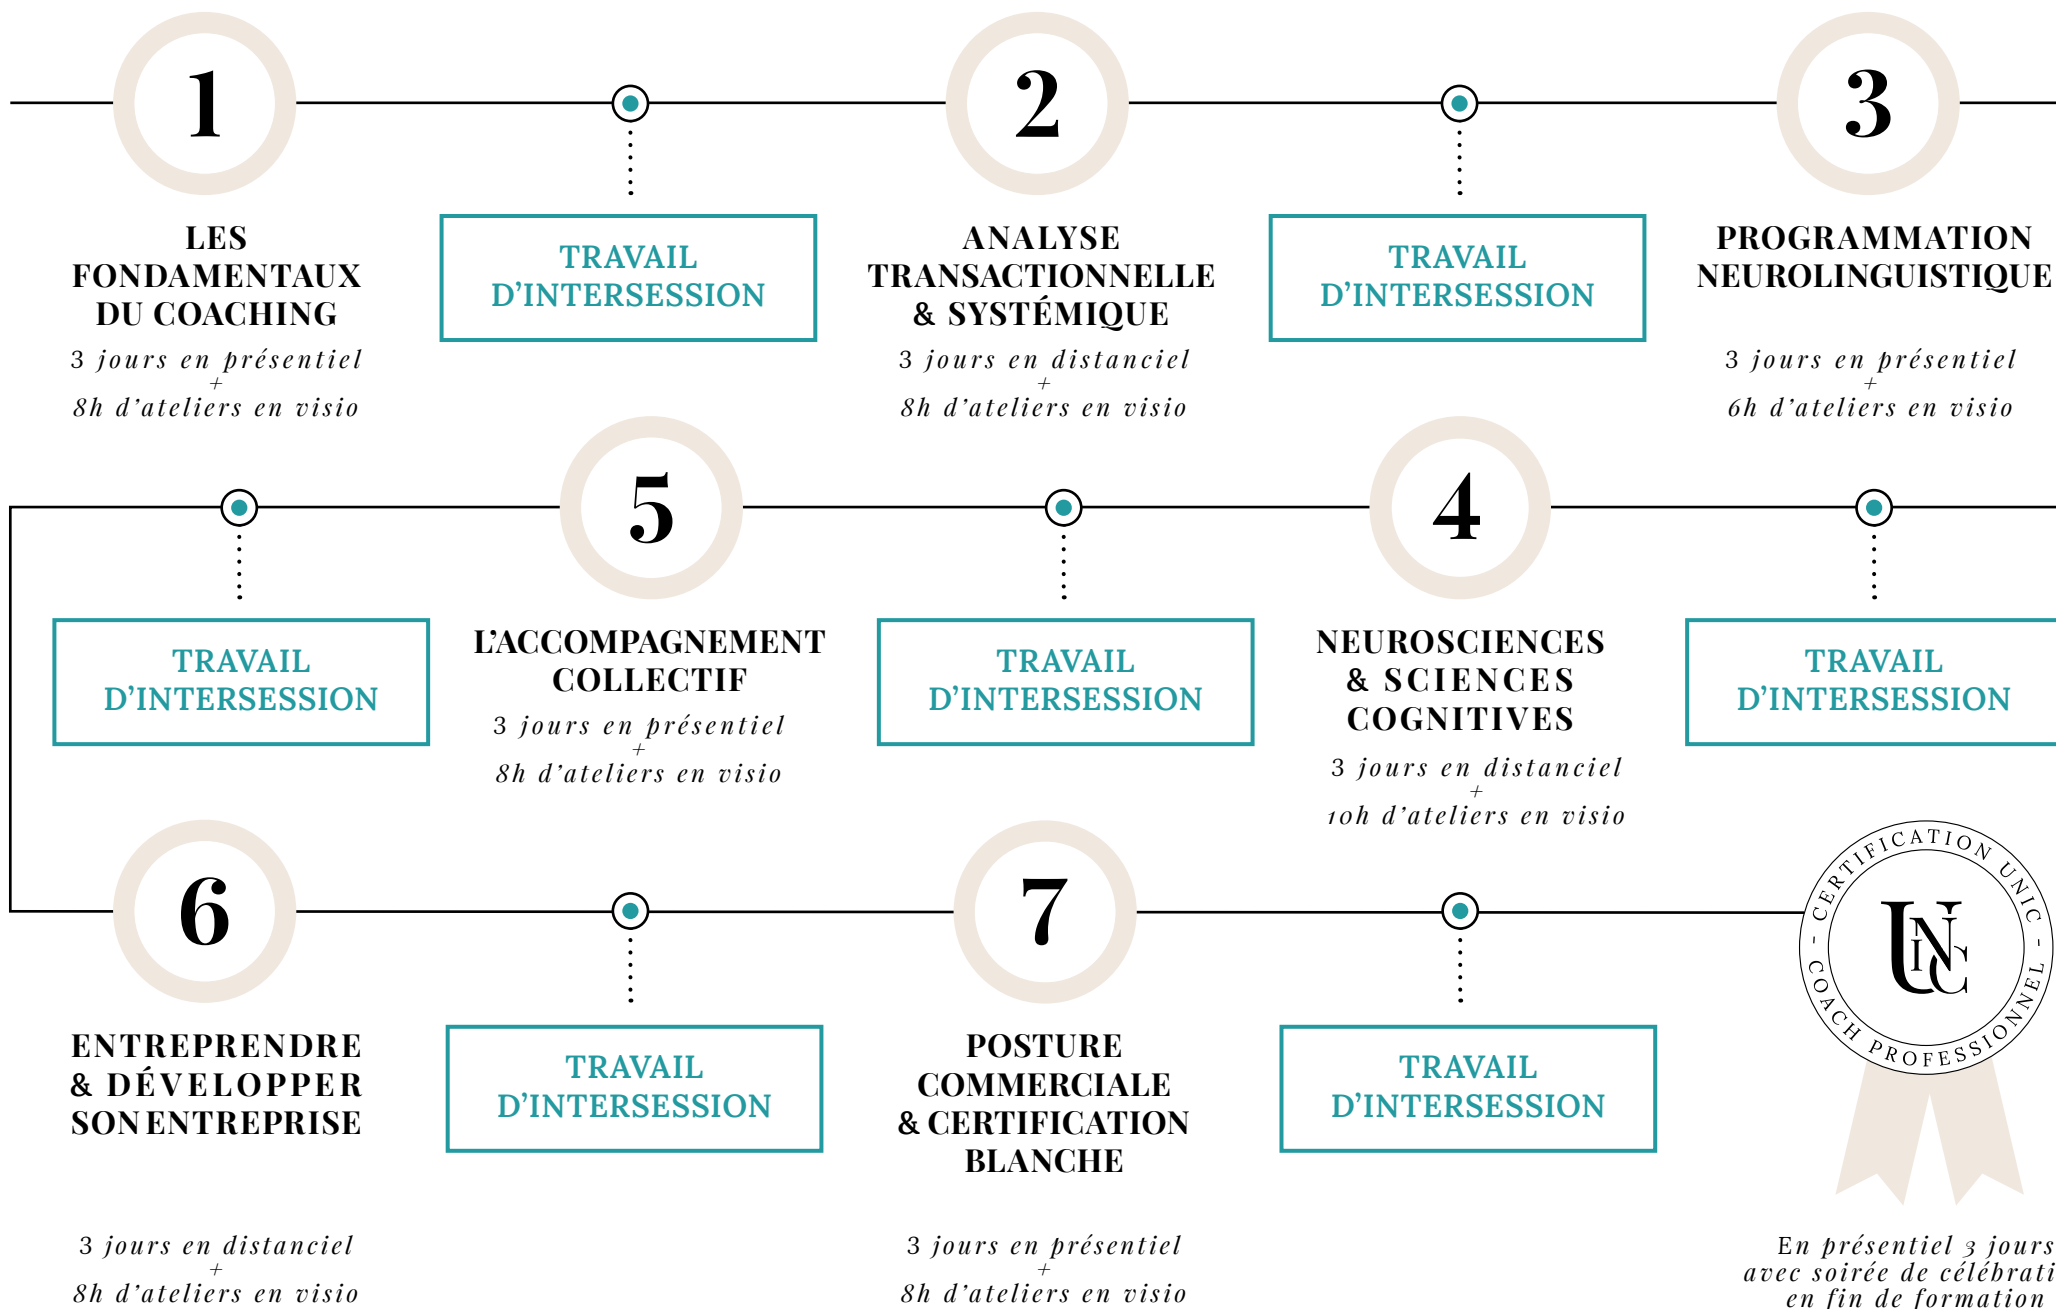 1
LES
FONDAMENTAUX
DU COACHING
3 jours en présentiel
+
8h d’ateliers en visio
TRAVAIL
D’INTERSESSION
2
ANALYSE
TRANSACTIONNELLE
& SYSTÉMIQUE
3 jours en distanciel
+
8h d’ateliers en visio
TRAVAIL
D’INTERSESSION
3
PROGRAMMATION
NEUROLINGUISTIQUE
3 jours en présentiel
+
6h d’ateliers en visio
TRAVAIL
D’INTERSESSION
4
NEUROSCIENCES
& SCIENCES
COGNITIVES
3 jours en distanciel
+
10h d’ateliers en visio
TRAVAIL
D’INTERSESSION
5
L’ACCOMPAGNEMENT
COLLECTIF
3 jours en présentiel
+
8h d’ateliers en visio
TRAVAIL
D’INTERSESSION
6
ENTREPRENDRE
& DÉVELOPPER
SON ENTREPRISE
3 jours en distanciel
+
8h d’ateliers en visio
TRAVAIL
D’INTERSESSION
7
POSTURE
COMMERCIALE
& CERTIFICATION
BLANCHE
3 jours en présentiel
+
8h d’ateliers en visio
TRAVAIL
D’INTERSESSION
- CERTIFICATION UNIC -
COACH PROFESSIONNEL
UNIC
En présentiel 3 jours
avec soirée de célébrati
en fin de formation